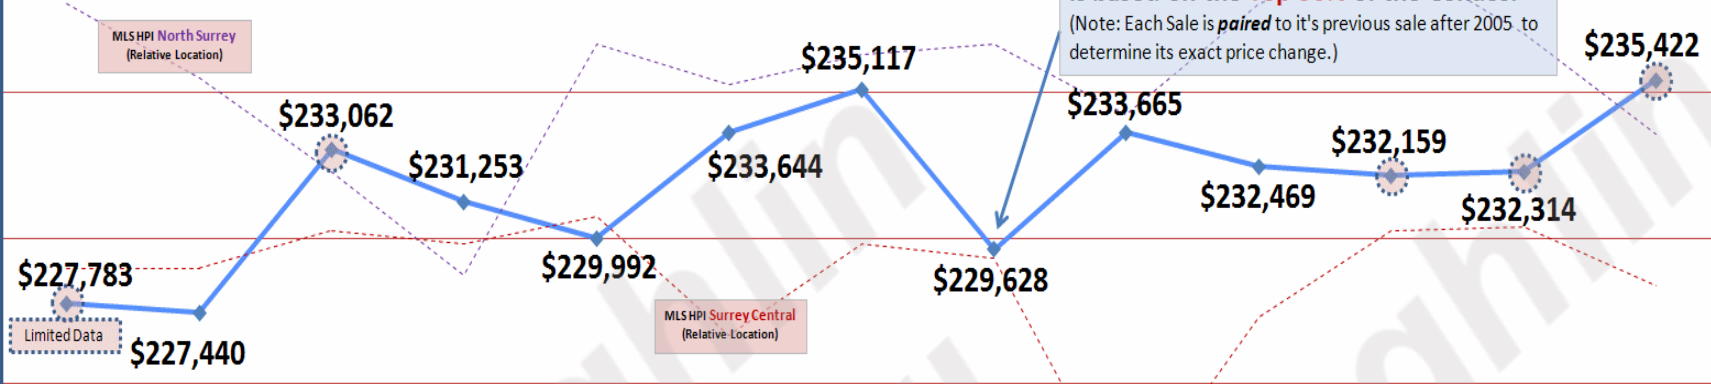 (Note: Each Sale is paired to it's previous sale after 2005 to
determine its exact price change.)
MLS HPI North Surrey
(Relative Location)
$235,422
$235,117
$233,665
$233,062
$231,253
$232,159
$233,644
$232,469
$232,314
$227,783
$229,992
$229,628
Limited Data
MLS HPI Surrey Central
(Relative Location)
$227,440